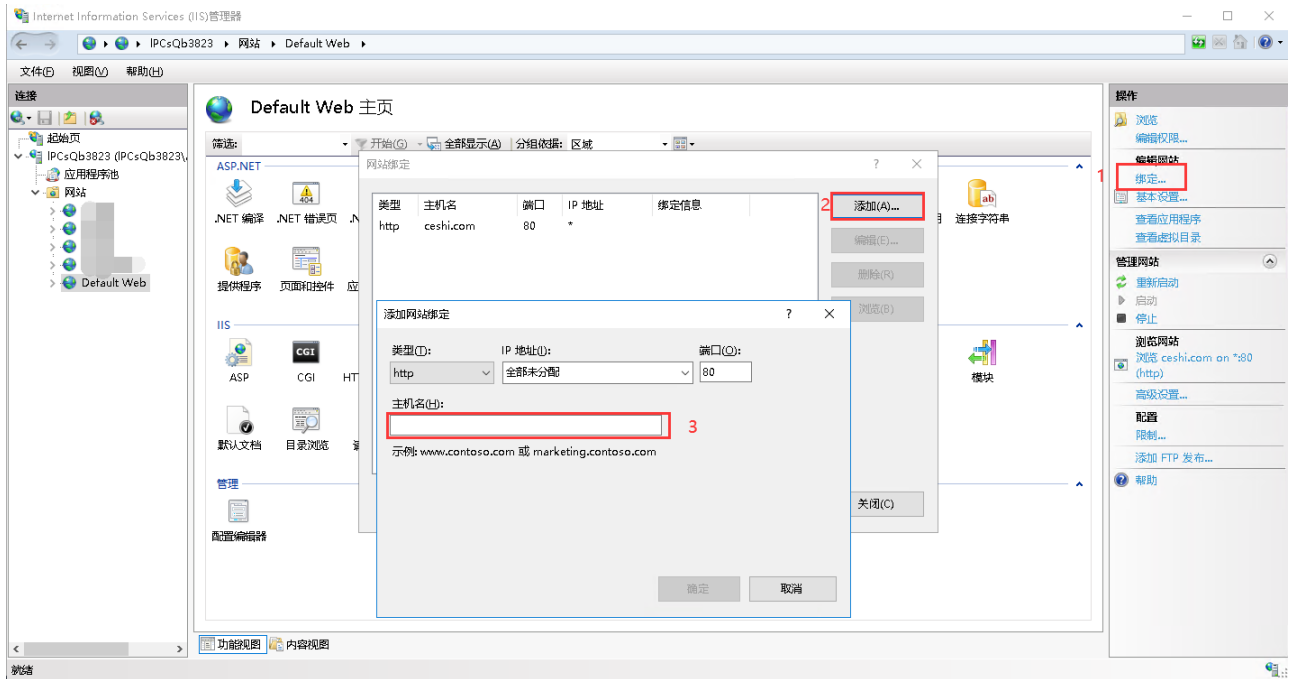 Internet Information Services (IIS)管理器
IPCsQb3823 网站 Default Web
文件(F) 视图(V) 帮助(H)
连接
起始页
IPCsQb3823 (IPCsQb3823\
应用程序池
网站
Default Web
Default Web 主页
筛选: 开始(G) 全部显示(A) 分组依据: 区域
ASP.NET
.NET 编译
.NET 错误页
连接字符串
提供程序
页面和控件
应
IIS
ASP
CGI
HT
模块
默认文档
目录浏览
管理
配置编辑器
功能视图 内容视图
就绪
网站绑定
类型 主机名 端口 IP 地址 绑定信息
http ceshi.com 80 *
2
添加(A)...
编辑(E)...
删除(R)
浏览(B)
关闭(C)
添加网站绑定
类型(T): IP 地址(I): 端口(O):
http 全部未分配 80
主机名(H):
3
示例: www.contoso.com 或 marketing.contoso.com
确定 取消
操作
浏览
编辑权限...
编辑网站
1
绑定...
基本设置...
查看应用程序
查看虚拟目录
管理网站
重新启动
启动
停止
浏览网站
浏览 ceshi.com on *:80
(http)
高级设置...
配置
限制...
添加 FTP 发布...
帮助